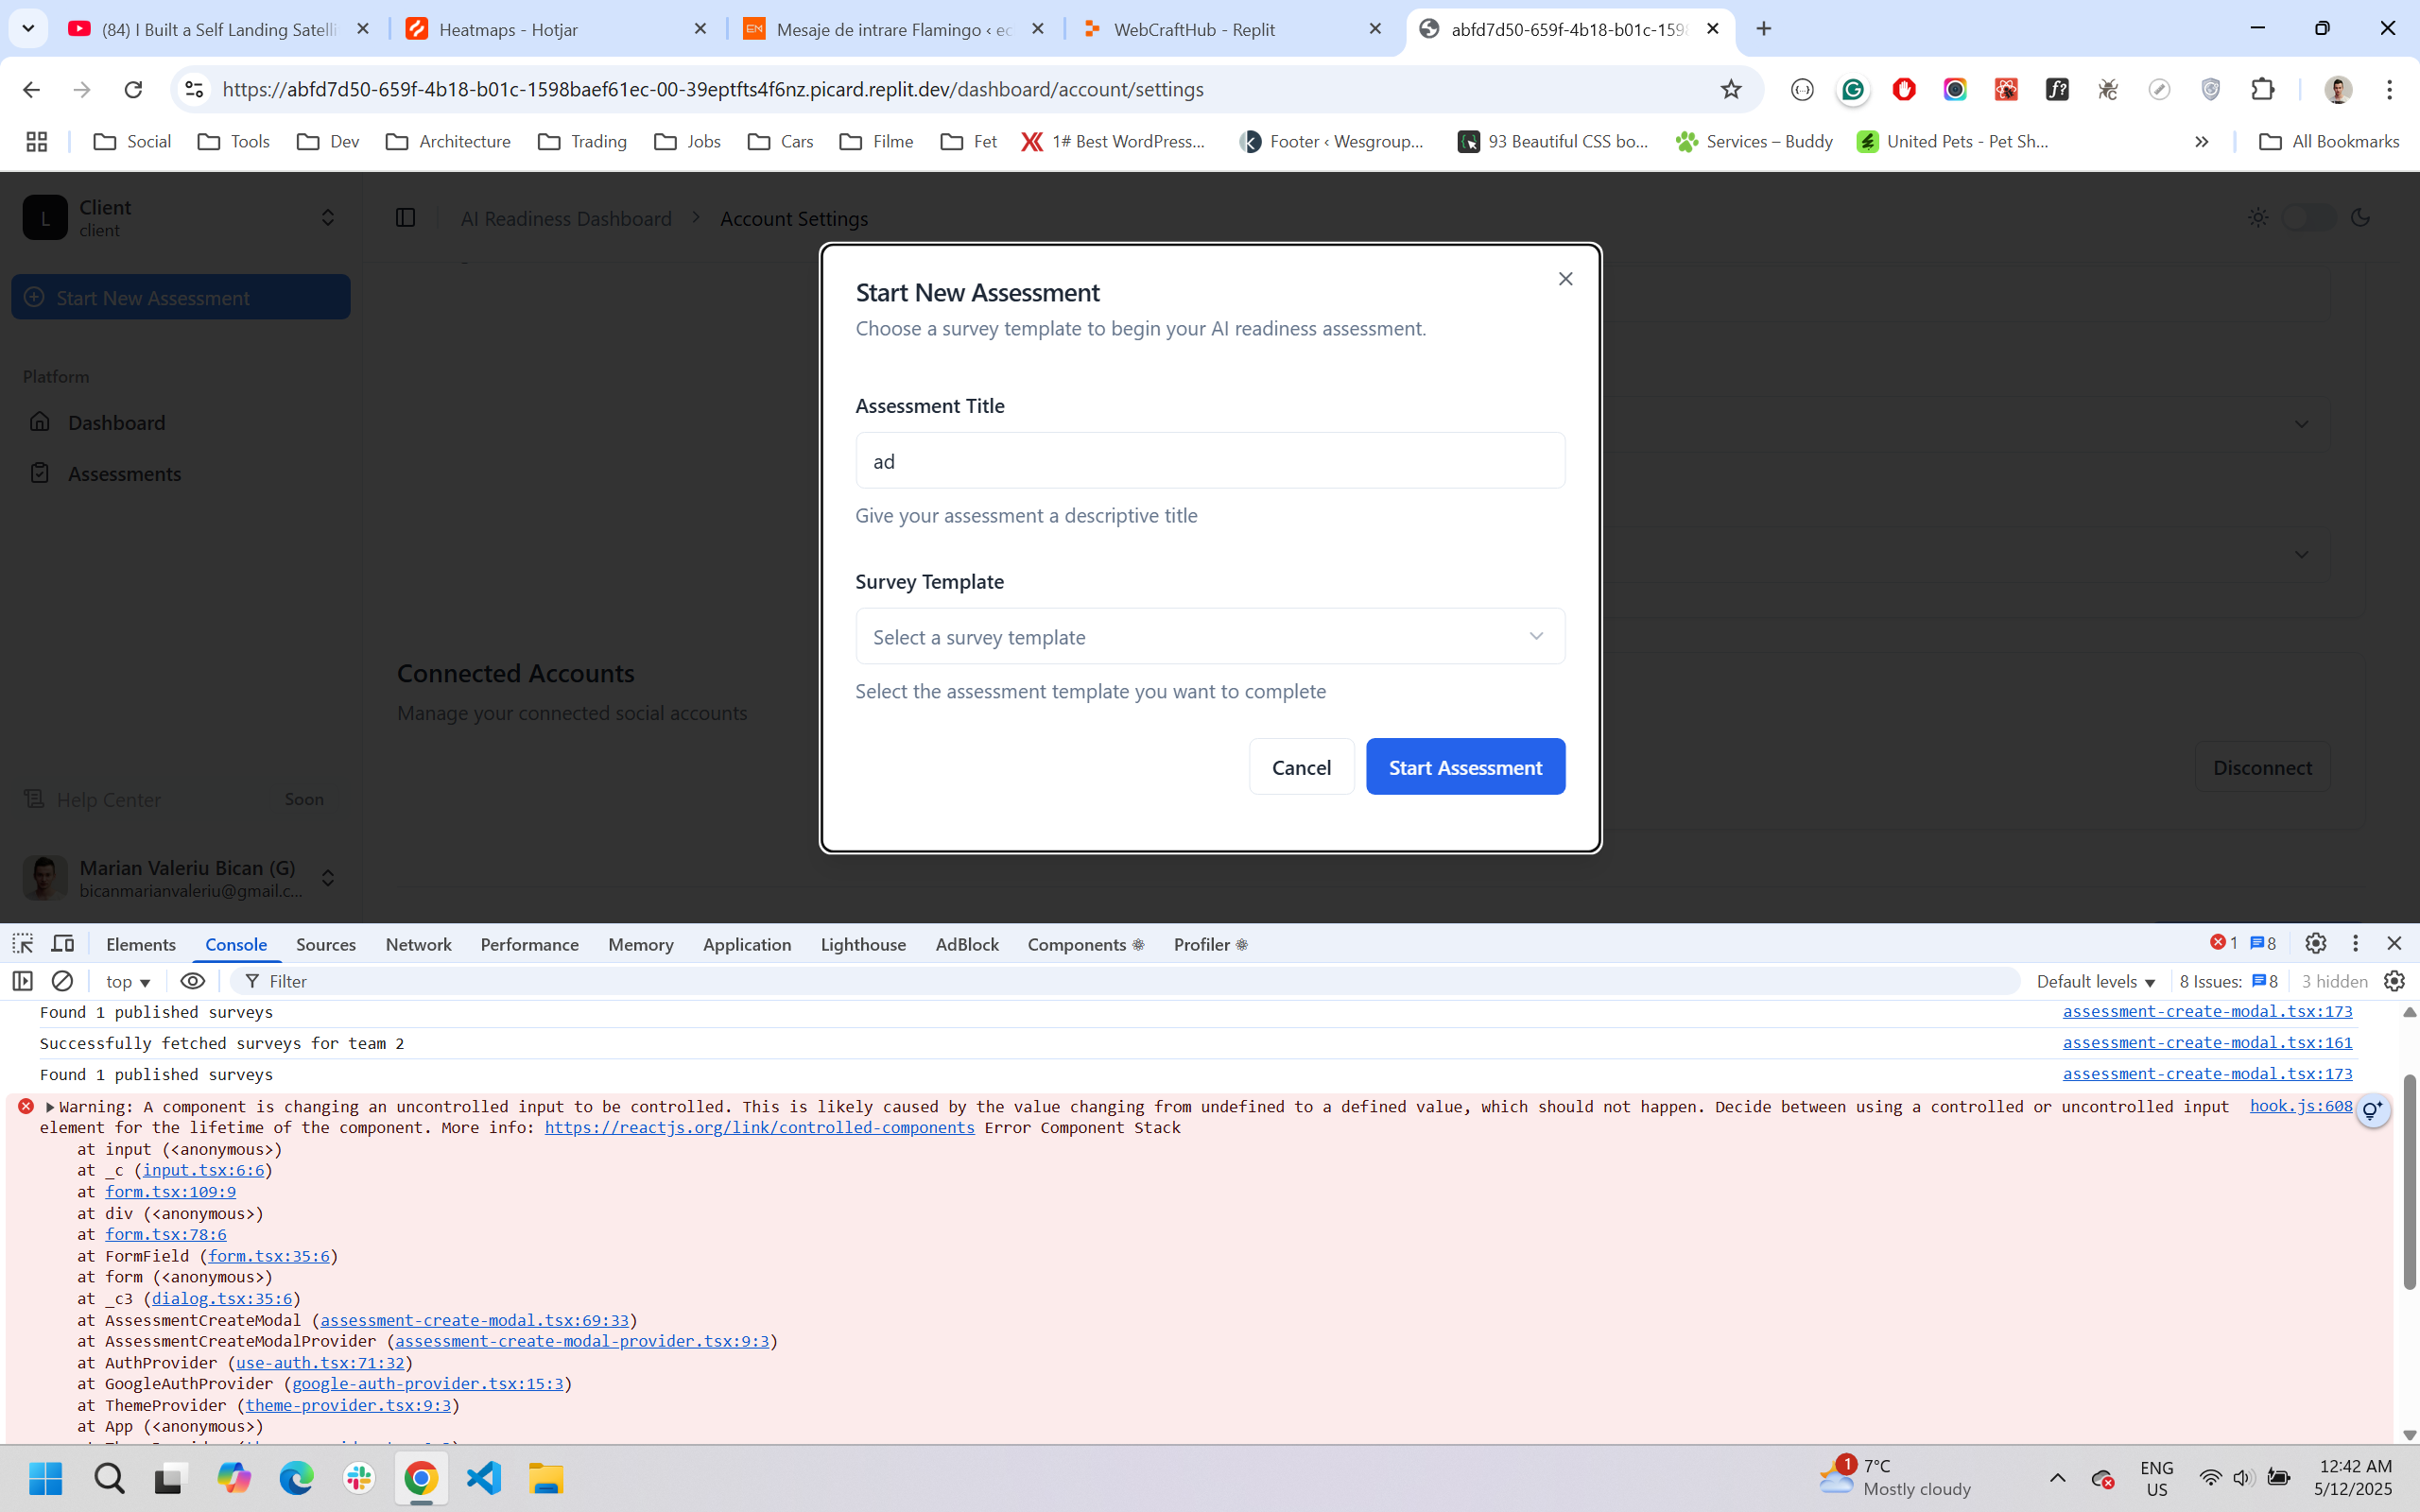 (84) I Built a Self Landing Satelli
Heatmaps - Hotjar
EM
Mesaje de intrare Flamingo ‹ ec
WebCraftHub - Replit
abfd7d50-659f-4b18-b01c-1598
https://abfd7d50-659f-4b18-b01c-1598baef61ec-00-39eptfts4f6nz.picard.replit.dev/dashboard/account/settings
Social
Tools
Dev
Architecture
Trading
Jobs
Cars
Filme
Fet
1# Best WordPress...
Footer ‹ Wesgroup...
93 Beautiful CSS bo...
Services – Buddy
United Pets - Pet Sh...
All Bookmarks
L
Client
client
AI Readiness Dashboard
Account Settings
Start New Assessment
Platform
Dashboard
Assessments
Connected Accounts
Manage your connected social accounts
Disconnect
Help Center
Soon
Marian Valeriu Bican (G)
bicanmarianvaleriu@gmail.c...
Start New Assessment
Choose a survey template to begin your AI readiness assessment.
Assessment Title
ad
Give your assessment a descriptive title
Survey Template
Select a survey template
Select the assessment template you want to complete
Cancel
Start Assessment
Elements
Console
Sources
Network
Performance
Memory
Application
Lighthouse
AdBlock
Components
Profiler
1
8
top
Filter
Default levels
8 Issues:
8
3 hidden
Found 1 published surveys assessment-create-modal.tsx:173
Successfully fetched surveys for team 2 assessment-create-modal.tsx:161
Found 1 published surveys assessment-create-modal.tsx:173
Warning: A component is changing an uncontrolled input to be controlled. This is likely caused by the value changing from undefined to a defined value, which should not happen. Decide between using a controlled or uncontrolled input hook.js:608
element for the lifetime of the component. More info: https://reactjs.org/link/controlled-components Error Component Stack
at input (<anonymous>)
at _c (input.tsx:6:6)
at form.tsx:109:9
at div (<anonymous>)
at form.tsx:78:6
at FormField (form.tsx:35:6)
at form (<anonymous>)
at _c3 (dialog.tsx:35:6)
at AssessmentCreateModal (assessment-create-modal.tsx:69:33)
at AssessmentCreateModalProvider (assessment-create-modal-provider.tsx:9:3)
at AuthProvider (use-auth.tsx:71:32)
at GoogleAuthProvider (google-auth-provider.tsx:15:3)
at ThemeProvider (theme-provider.tsx:9:3)
at App (<anonymous>)
1
7°C
Mostly cloudy
ENG
US
12:42 AM
5/12/2025